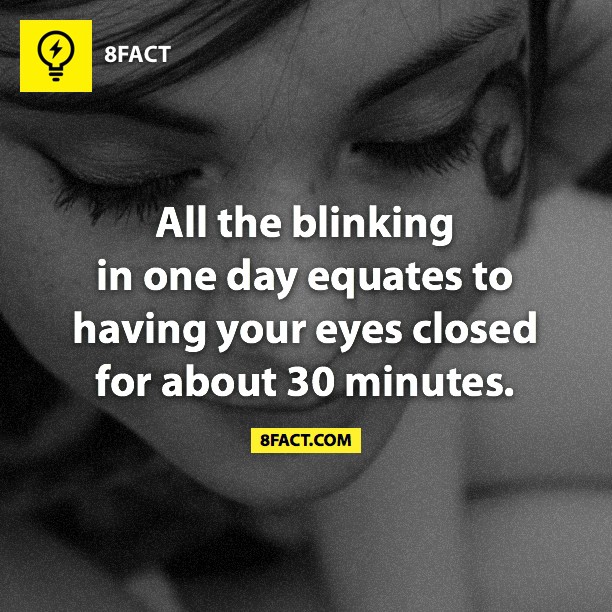 8FACT
All the blinking
in one day equates to
having your eyes closed
for about 30 minutes.
8FACT.COM